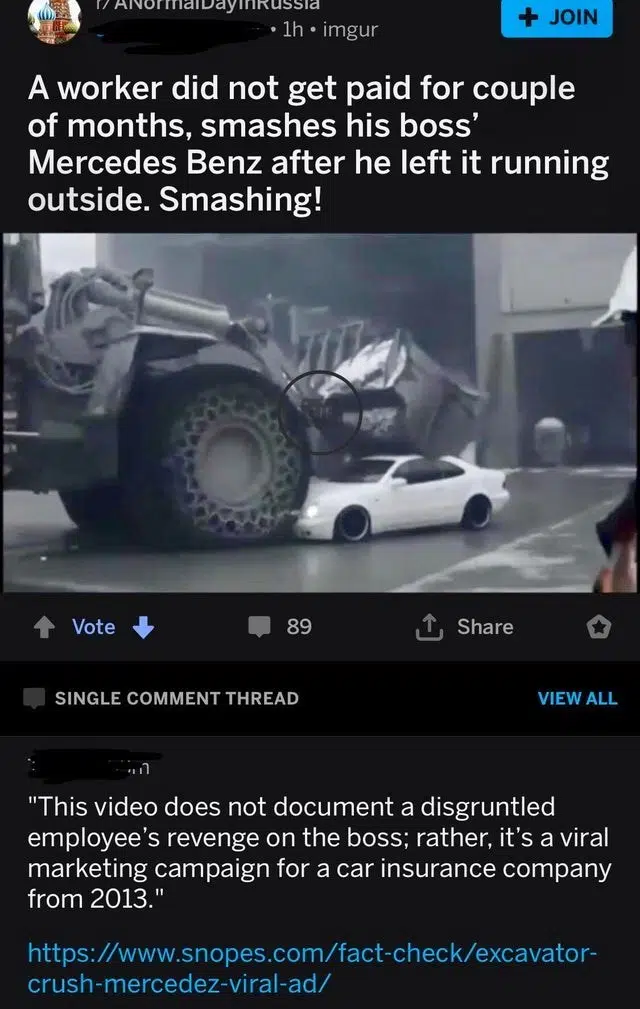 r/ANormalDayInRussia
• 1h • imgur
+ JOIN
A worker did not get paid for couple
of months, smashes his boss’
Mercedes Benz after he left it running
outside. Smashing!
Vote
89
Share
SINGLE COMMENT THREAD
VIEW ALL
"This video does not document a disgruntled
employee’s revenge on the boss; rather, it’s a viral
marketing campaign for a car insurance company
from 2013."
https://www.snopes.com/fact-check/excavator-
crush-mercedez-viral-ad/